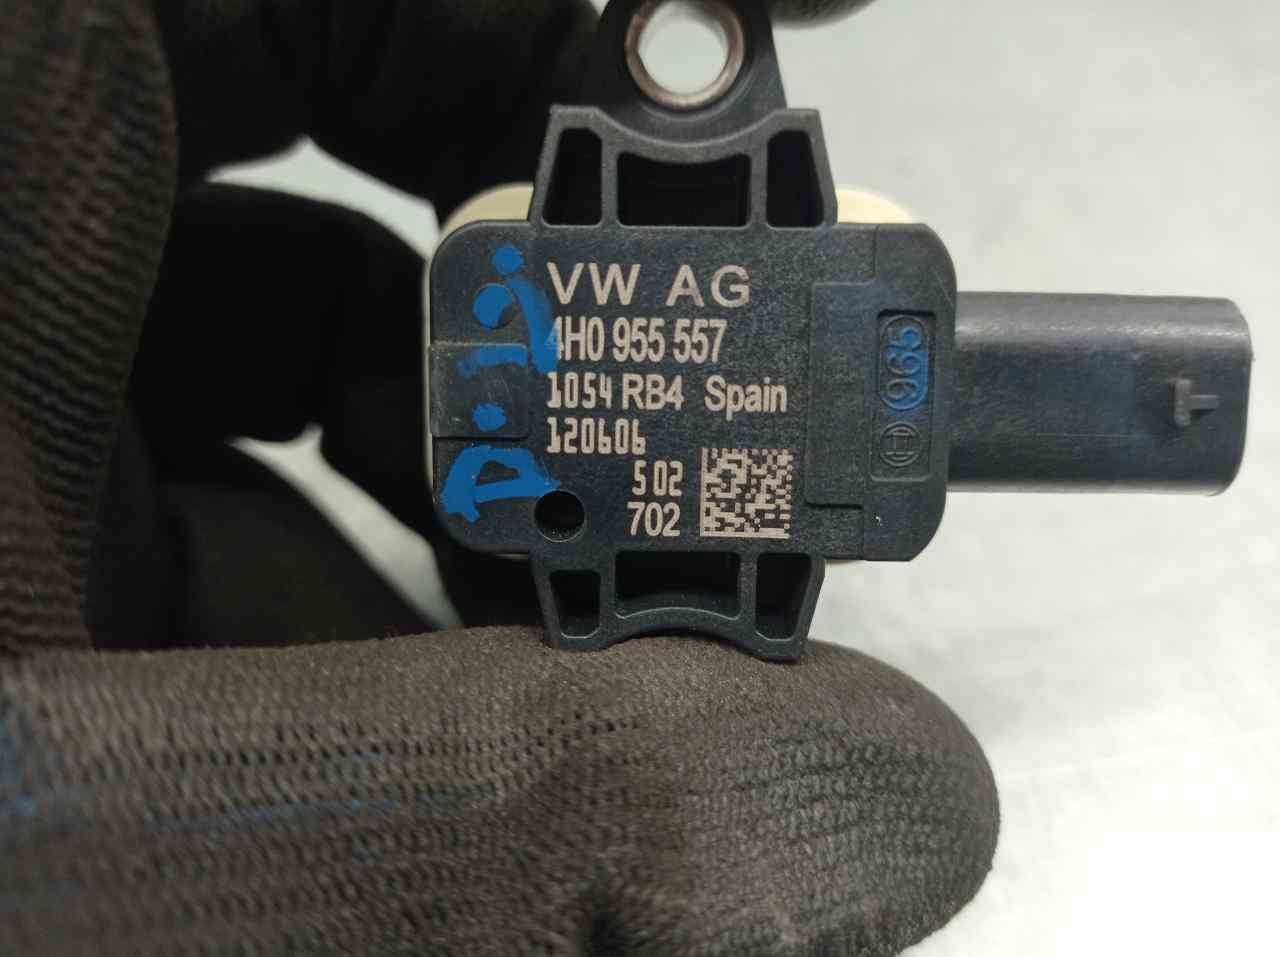 VW AG
4H0 955 557
1054 RB4 Spain
120606
502
702
965
D.i.J.